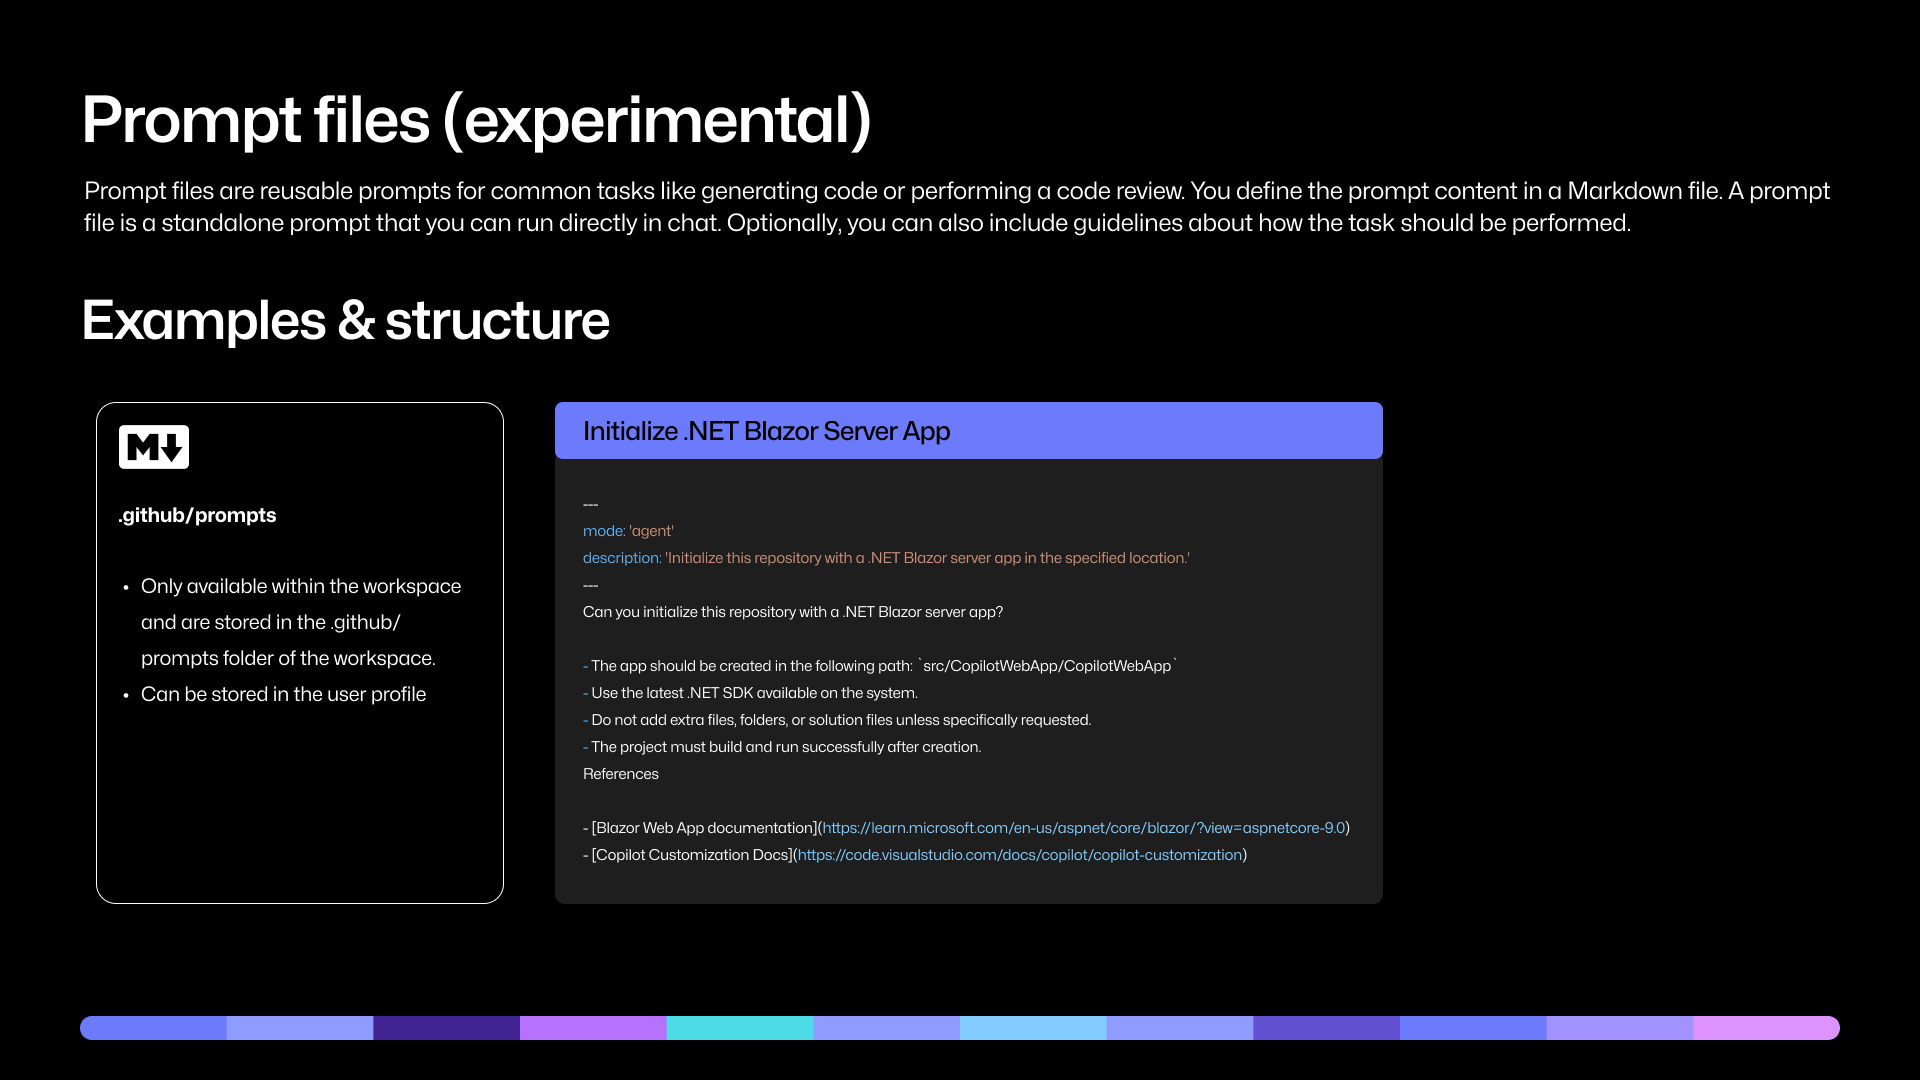 Prompt files (experimental)
Prompt files are reusable prompts for common tasks like generating code or performing a code review. You define the prompt content in a Markdown file. A prompt
file is a standalone prompt that you can run directly in chat. Optionally, you can also include guidelines about how the task should be performed.
Examples & structure
M
.github/prompts
• Only available within the workspace
and are stored in the .github/
prompts folder of the workspace.
• Can be stored in the user profile
Initialize .NET Blazor Server App
---
mode: 'agent'
description: 'Initialize this repository with a .NET Blazor server app in the specified location.'
---
Can you initialize this repository with a .NET Blazor server app?
- The app should be created in the following path: `src/CopilotWebApp/CopilotWebApp`
- Use the latest .NET SDK available on the system.
- Do not add extra files, folders, or solution files unless specifically requested.
- The project must build and run successfully after creation.
References
- [Blazor Web App documentation](https://learn.microsoft.com/en-us/aspnet/core/blazor/?view=aspnetcore-9.0)
- [Copilot Customization Docs](https://code.visualstudio.com/docs/copilot/copilot-customization)